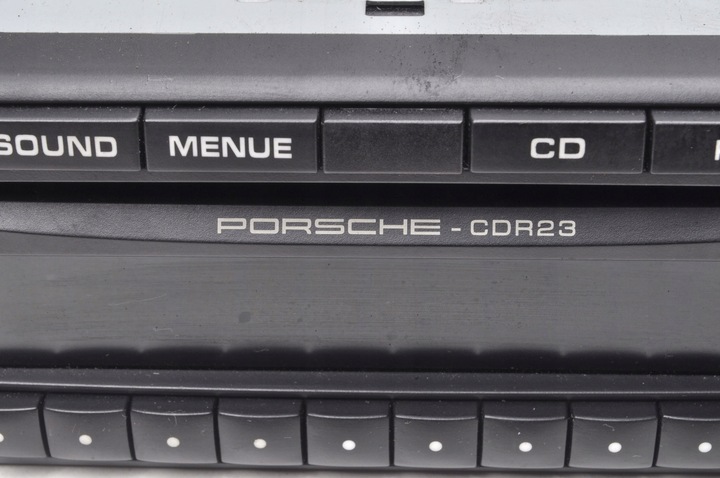 SOUND MENUE CD
PORSCHE - CDR23